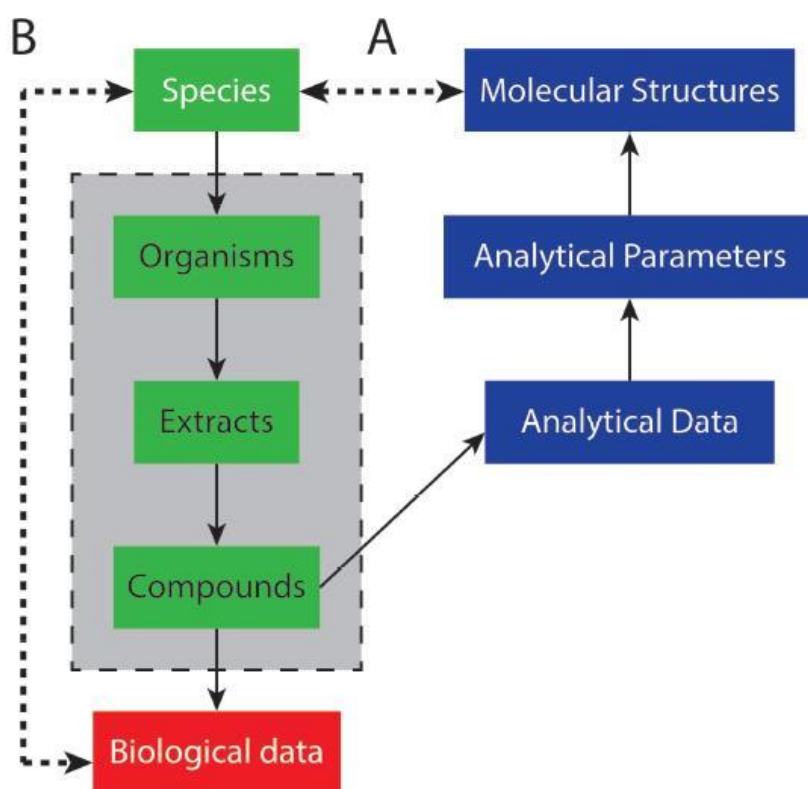 B
A
Species
Molecular Structures
Organisms
Analytical Parameters
Extracts
Analytical Data
Compounds
Biological data